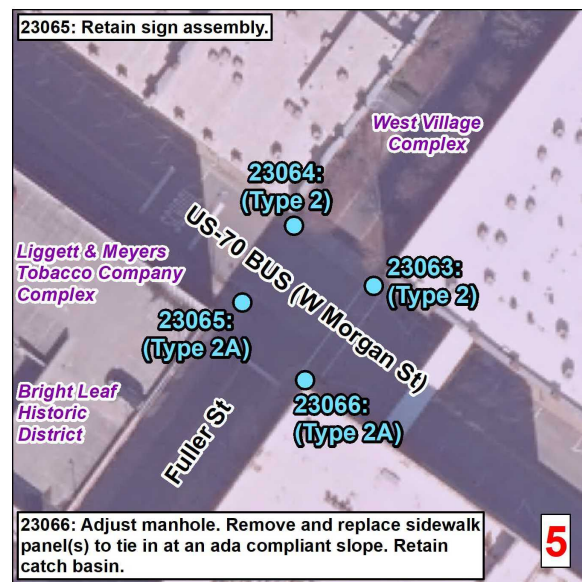 23065: Retain sign assembly.
West Village
Complex
23064:
(Type 2)
US-70 BUS (W Morgan St)
Liggett & Meyers
Tobacco Company
Complex
23063:
(Type 2)
23065:
(Type 2A)
Bright Leaf
Historic
District
23066:
(Type 2A)
Fuller St
23066: Adjust manhole. Remove and replace sidewalk
panel(s) to tie in at an ada compliant slope. Retain
catch basin.
5